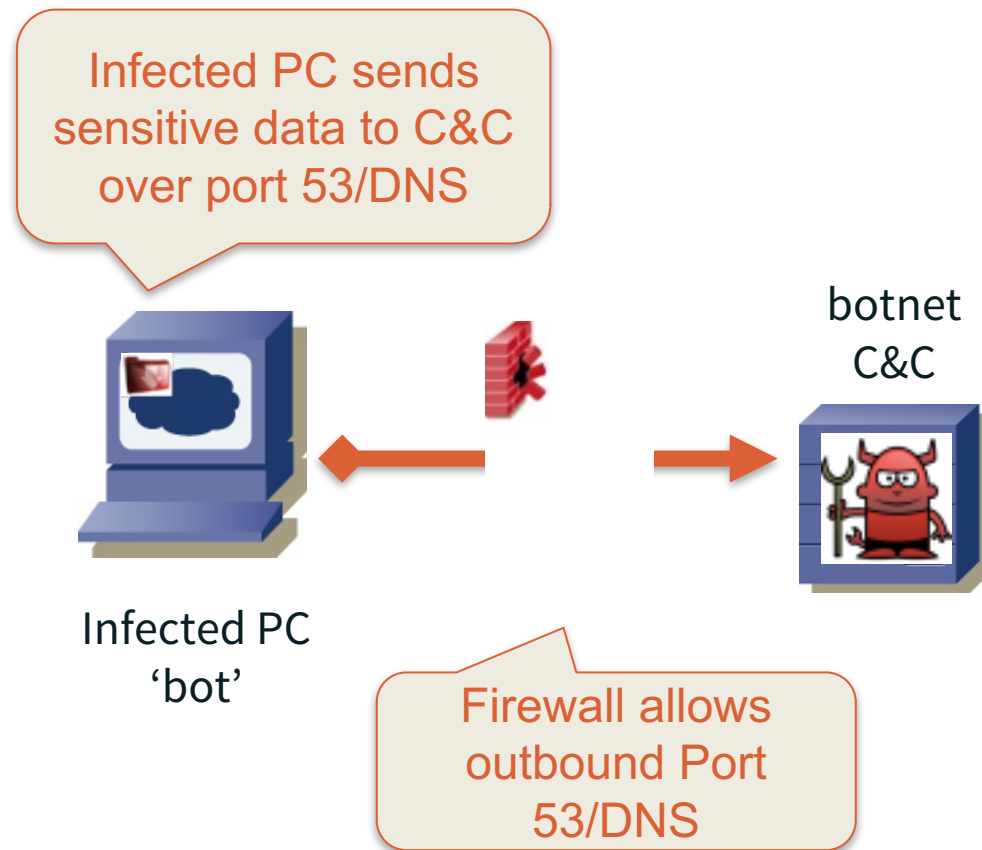 Infected PC sends
sensitive data to C&C
over port 53/DNS
botnet
C&C
Infected PC
‘bot’
Firewall allows
outbound Port
53/DNS